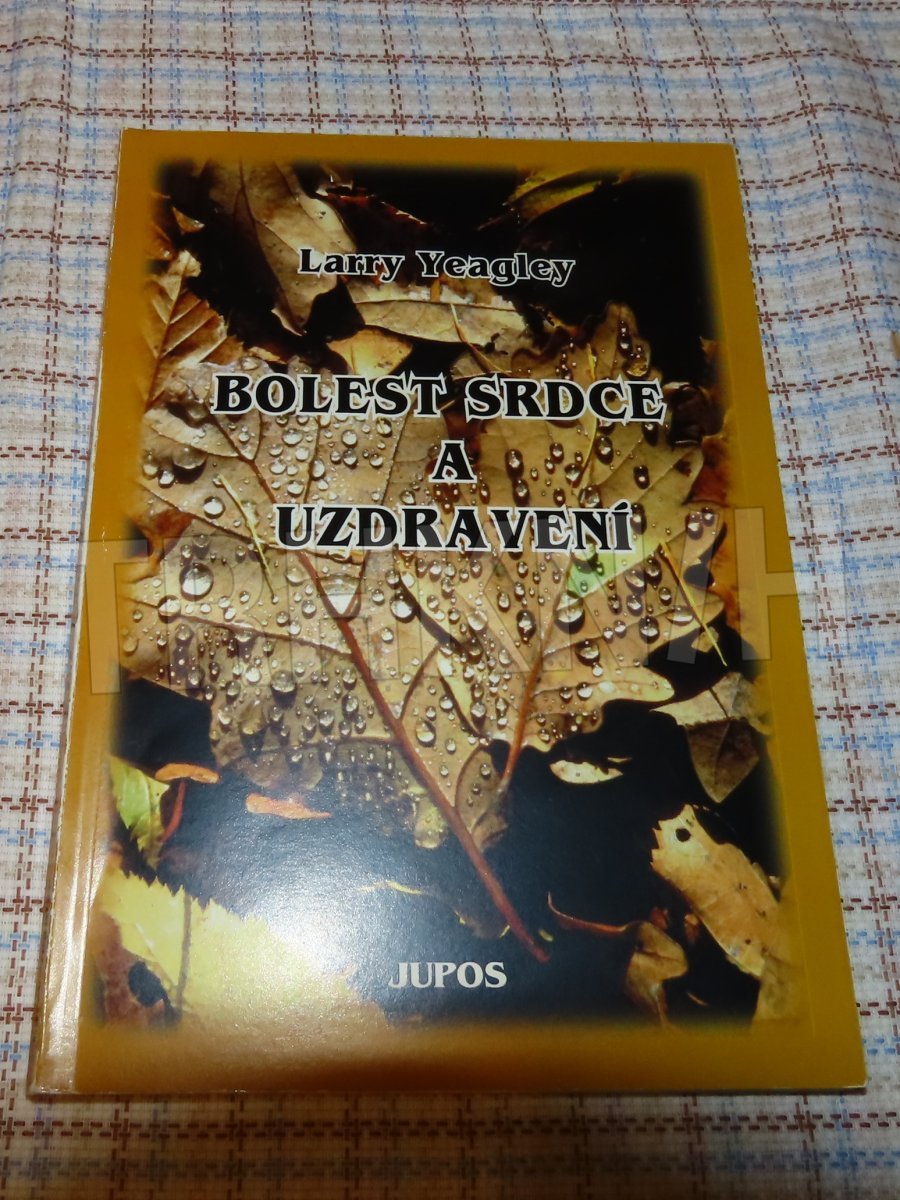 Larry Yeagley
BOLEST SRDCE
A
UZDRAVENÍ
JUPOS